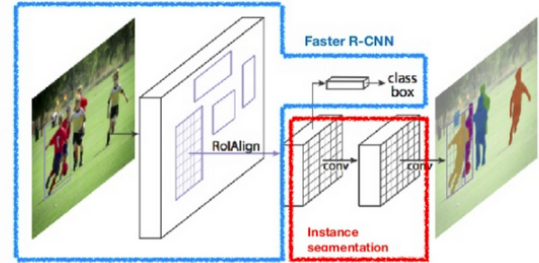 Faster R-CNN
class
box
RoIAlign
conv
conv
Instance
segmentation